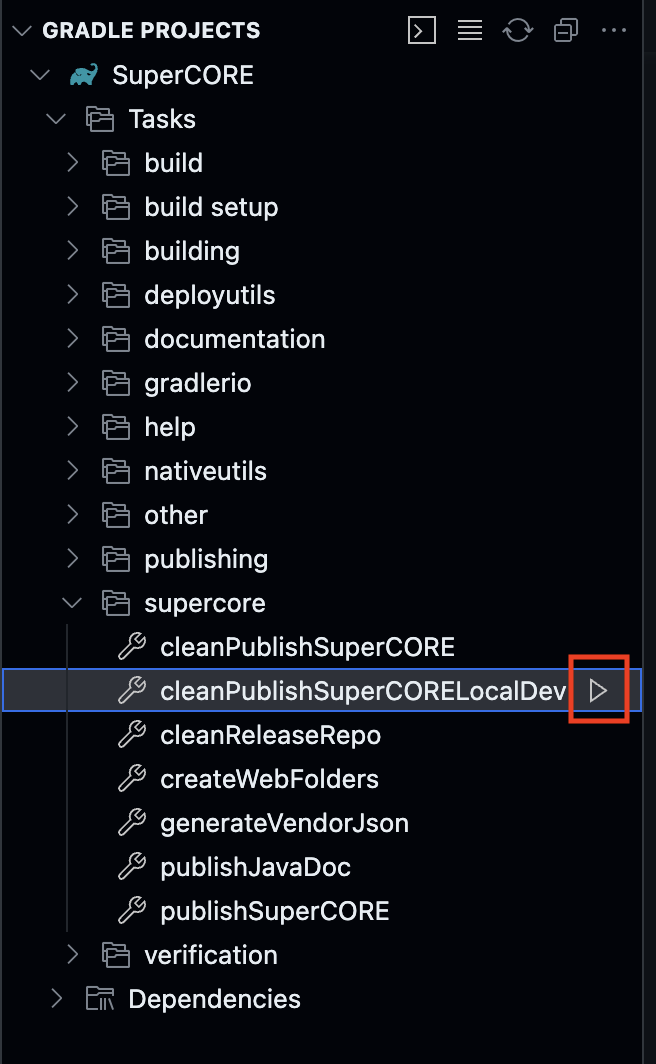 GRADLE PROJECTS
SuperCORE
Tasks
build
build setup
building
deployutils
documentation
gradlerio
help
nativeutils
other
publishing
supercore
cleanPublishSuperCORE
cleanPublishSuperCORELocalDev
cleanReleaseRepo
createWebFolders
generateVendorJson
publishJavaDoc
publishSuperCORE
verification
Dependencies